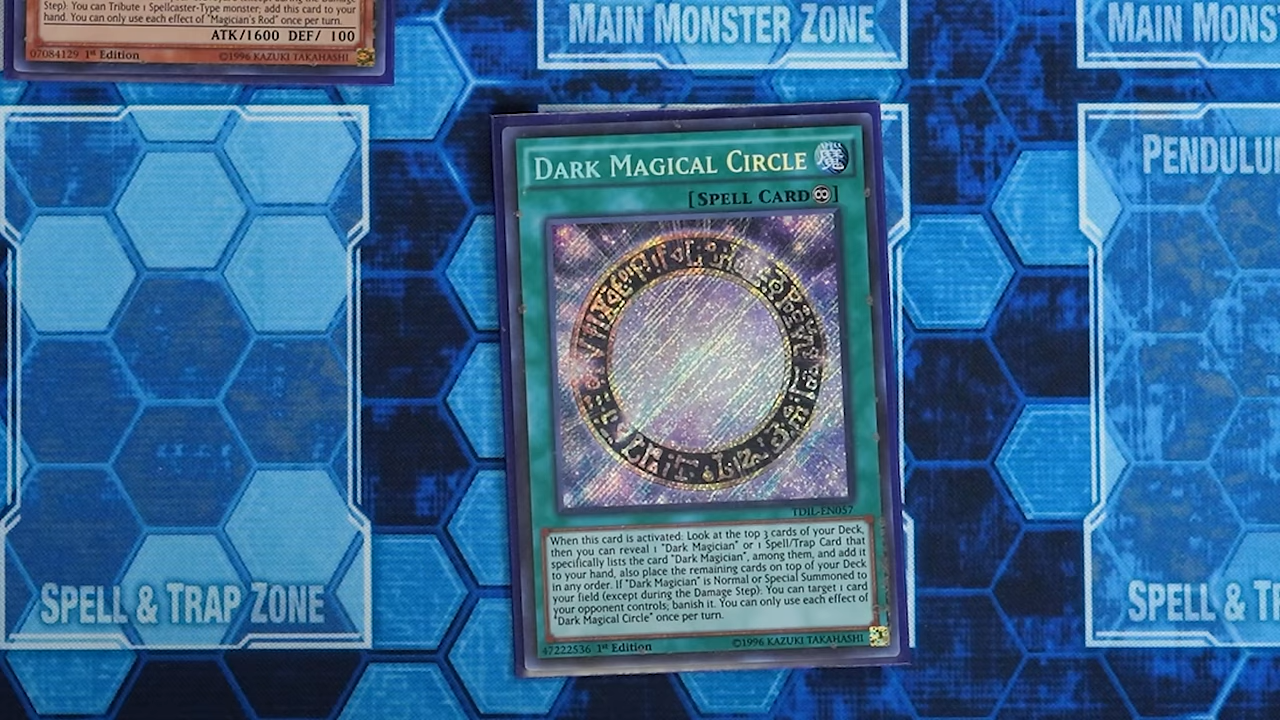 Step): You can Tribute 1 Spellcaster-Type monster; add this card to your
hand. You can only use each effect of "Magician's Rod" once per turn.
ATK/1600 DEF/ 100
07084129 1st Edition ©1996 KAZUKI TAKAHASHI
MAIN MONSTER ZONE
MAIN MONS
DARK MAGICAL CIRCLE 魔
[SPELL CARD ]
TDIL-EN057
When this card is activated: Look at the top 3 cards of your Deck,
then you can reveal 1 "Dark Magician" or 1 Spell/Trap Card that
specifically lists the card "Dark Magician", among them, and add it
to your hand, also place the remaining cards on top of your Deck
in any order. If "Dark Magician" is Normal or Special Summoned to
your field (except during the Damage Step): You can target 1 card
your opponent controls; banish it. You can only use each effect of
"Dark Magical Circle" once per turn.
47222536 1st Edition ©1996 KAZUKI TAKAHASHI
PENDULU
SPELL & TRAP ZONE
SPELL & T